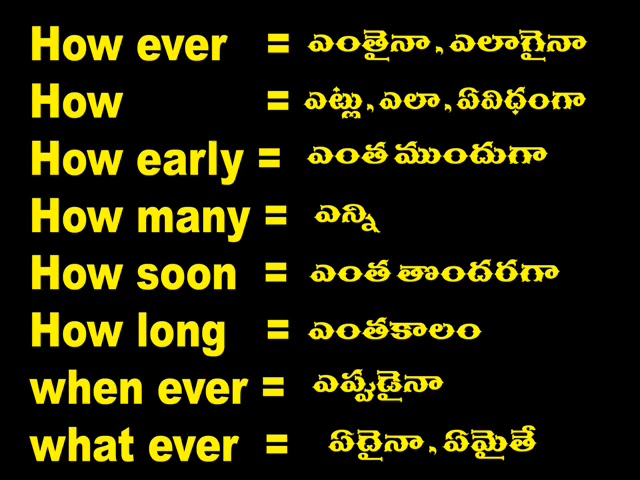 How ever = ఎంతైనా, ఎలాగైనా
How = ఎట్లు, ఎలా, ఏవిధంగా
How early = ఎంత ముందుగా
How many = ఎన్ని
How soon = ఎంత తొందరగా
How long = ఎంతకాలం
when ever = ఎప్పుడైనా
what ever = ఏదైనా, ఏమైతే